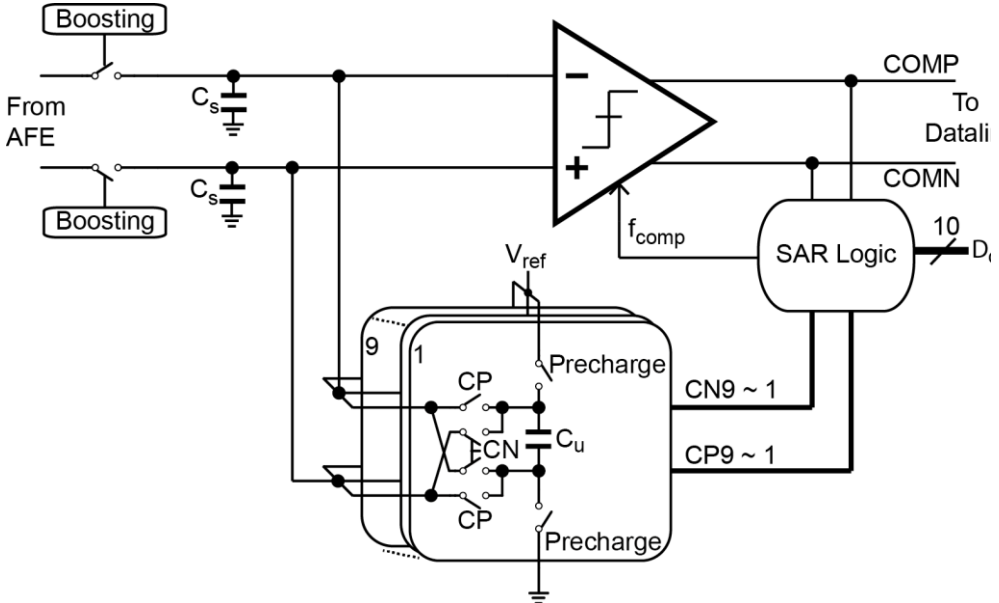 Boosting
From
AFE
Cs
Cs
Boosting
COMP
To
Datali
COMN
fcomp
SAR Logic
10
Vref
9
1
Precharge
CP
CN
Cu
CP
Precharge
CN9 ~ 1
CP9 ~ 1